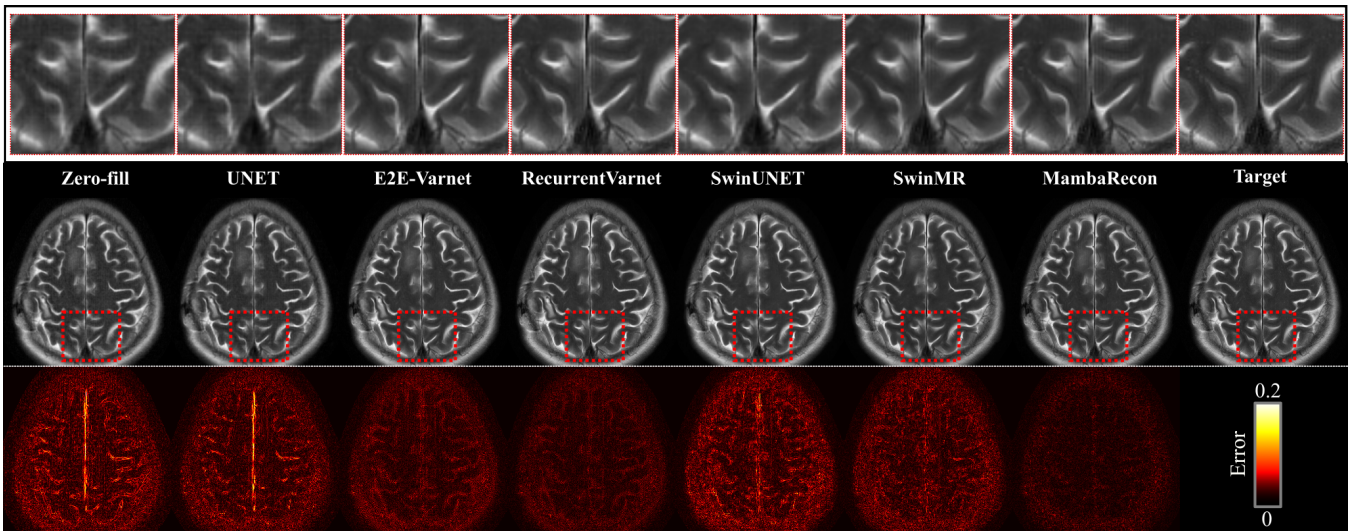 Zero-fill UNET E2E-Varnet RecurrentVarnet SwinUNET SwinMR MambaRecon Target
0.2
Error
0